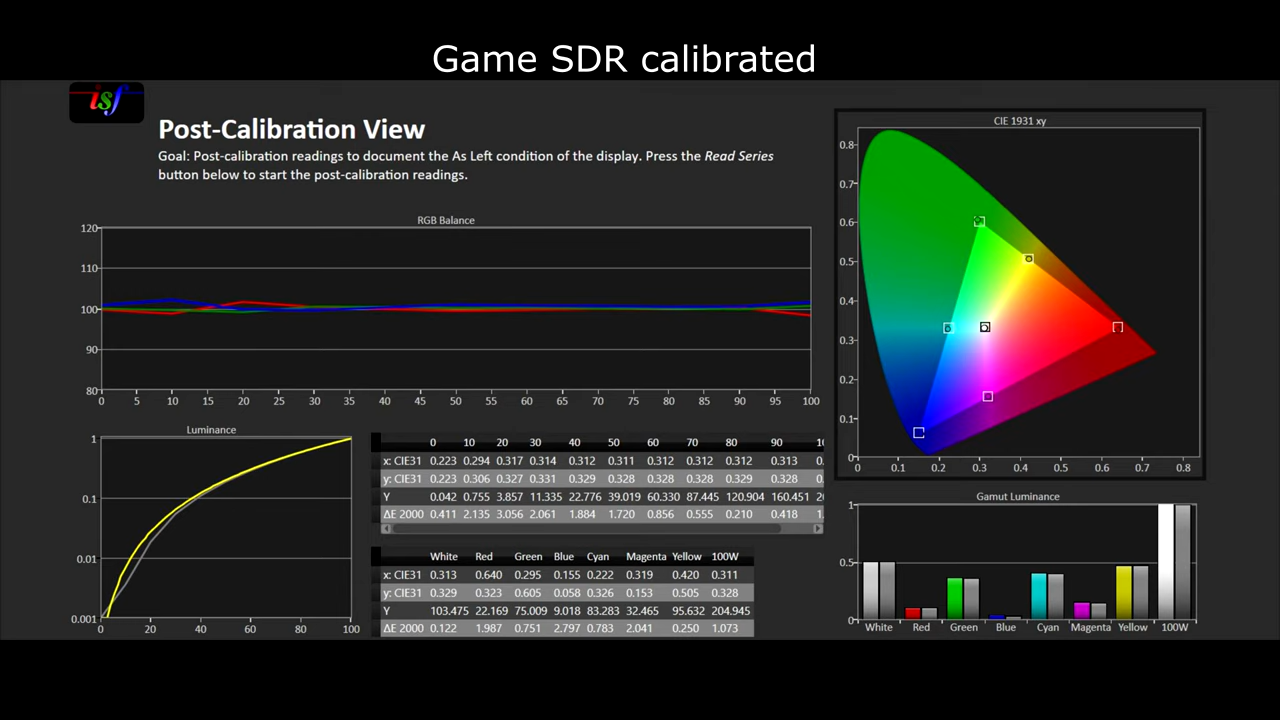 Game SDR calibrated
isf
Post-Calibration View
Goal: Post-calibration readings to document the As Left condition of the display. Press the Read Series
button below to start the post-calibration readings.
RGB Balance
120
110
100
90
80
0 5 10 15 20 25 30 35 40 45 50 55 60 65 70 75 80 85 90 95 100
Luminance
1
0.1
0.01
0.001
0 20 40 60 80 100
0 10 20 30 40 50 60 70 80 90
x: CIE31 0.223 0.294 0.317 0.314 0.312 0.311 0.312 0.312 0.312 0.313
y: CIE31 0.223 0.306 0.327 0.331 0.329 0.328 0.328 0.328 0.329 0.328
Y 0.042 0.755 3.857 11.335 22.776 39.019 60.330 87.445 120.904 160.451
ΔE 2000 0.411 2.135 3.056 2.061 1.884 1.720 0.856 0.555 0.210 0.418
White Red Green Blue Cyan Magenta Yellow 100W
x: CIE31 0.313 0.640 0.295 0.155 0.222 0.319 0.420 0.311
y: CIE31 0.329 0.323 0.605 0.058 0.326 0.153 0.505 0.328
Y 103.475 22.169 75.009 9.018 83.283 32.465 95.632 204.945
ΔE 2000 0.122 1.987 0.751 2.797 0.783 2.041 0.250 1.073
CIE 1931 xy
0.8
0.7
0.6
0.5
0.4
0.3
0.2
0.1
0
0 0.1 0.2 0.3 0.4 0.5 0.6 0.7 0.8
Gamut Luminance
1
0.5
0
White Red Green Blue Cyan Magenta Yellow 100W